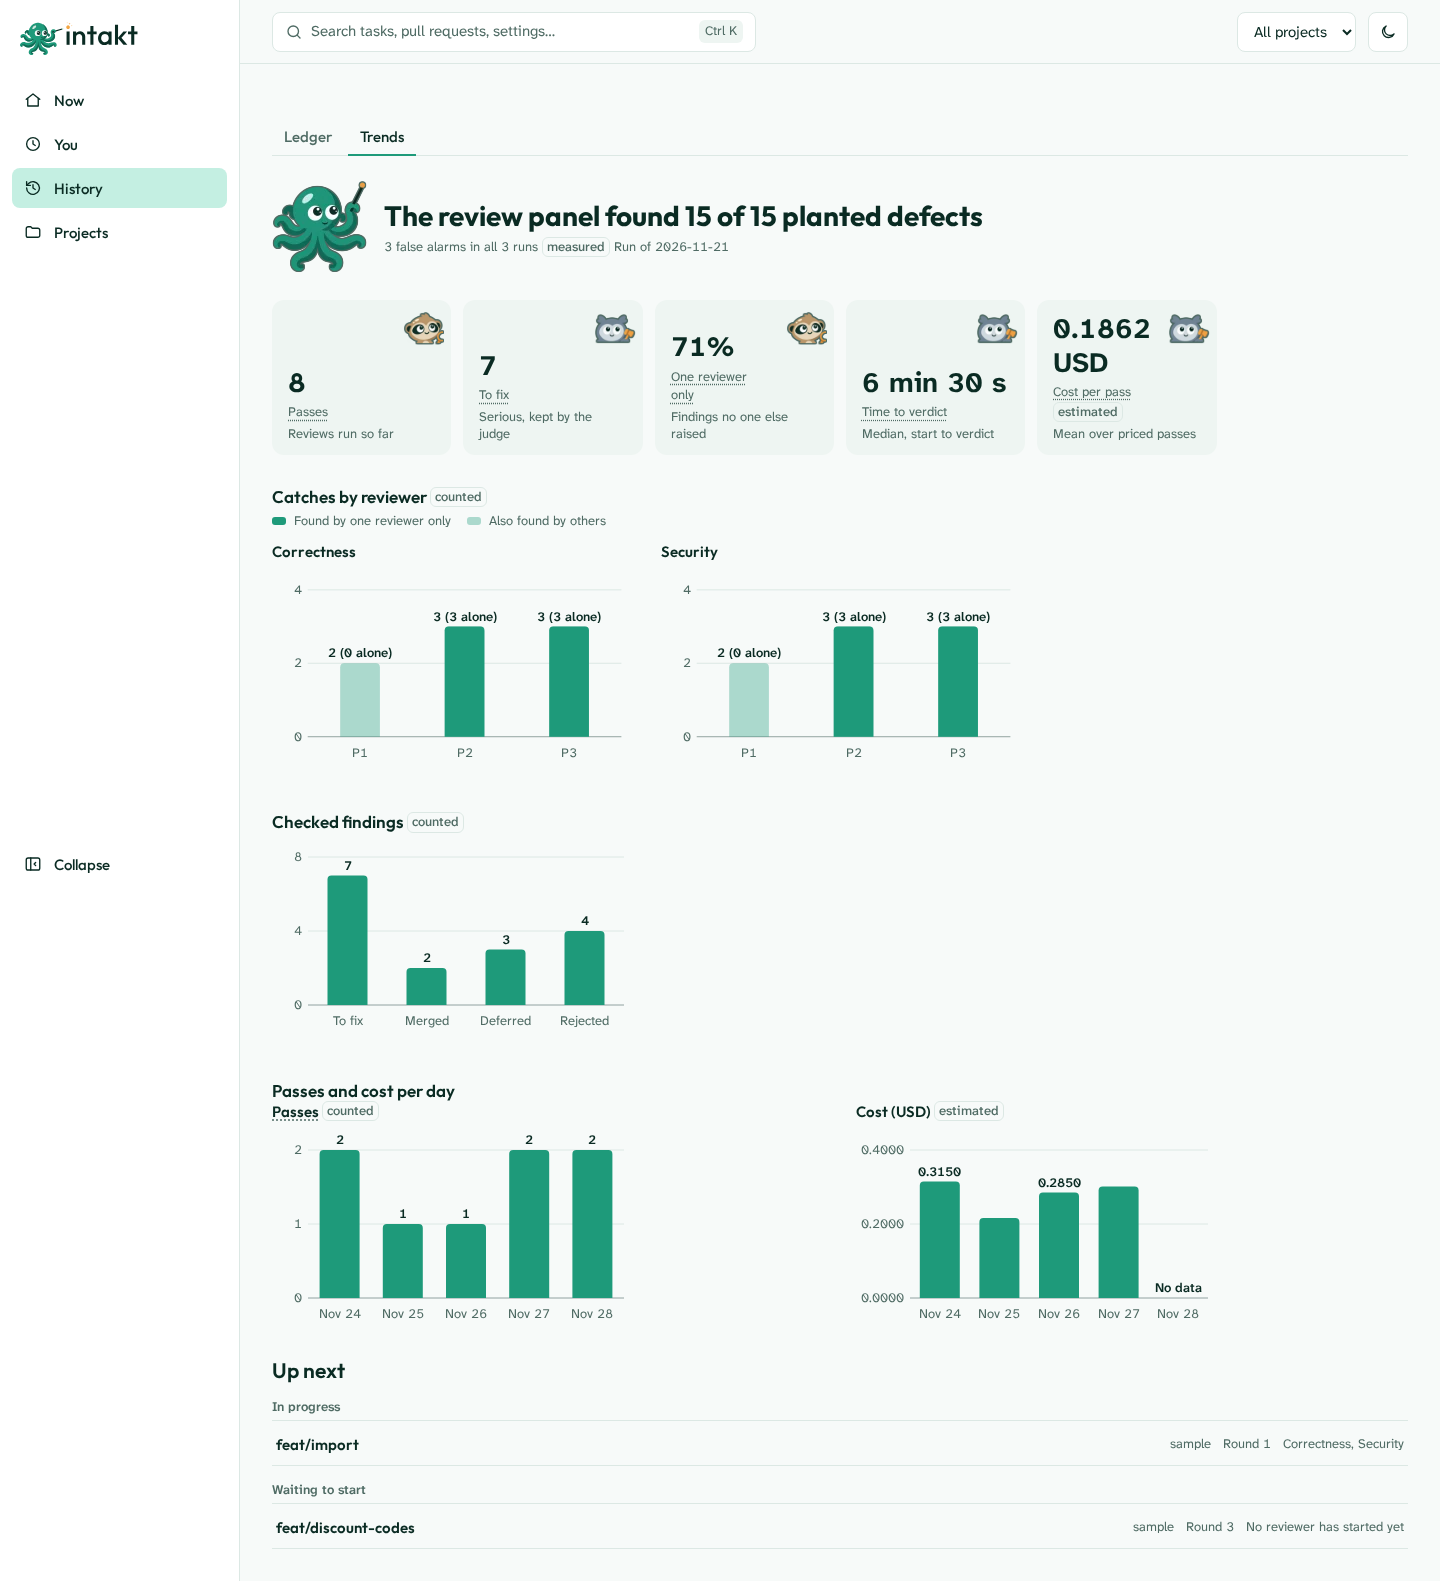 intakt
Search tasks, pull requests, settings...
Ctrl K
All projects
Now
You
History
Projects
Collapse
Ledger
Trends
The review panel found 15 of 15 planted defects
3 false alarms in all 3 runs measured Run of 2026-11-21
8
Passes
Reviews run so far
7
To fix
Serious, kept by the
judge
71%
One reviewer
only
Findings no one else
raised
6 min 30 s
Time to verdict
Median, start to verdict
0.1862
USD
Cost per pass
estimated
Mean over priced passes
Catches by reviewer counted
Found by one reviewer only
Also found by others
Correctness
4
2
0
2 (0 alone)
3 (3 alone)
3 (3 alone)
P1
P2
P3
Security
4
2
0
2 (0 alone)
3 (3 alone)
3 (3 alone)
P1
P2
P3
Checked findings counted
8
4
0
7
2
3
4
To fix
Merged
Deferred
Rejected
Passes and cost per day
Passes counted
2
1
0
2
1
1
2
2
Nov 24
Nov 25
Nov 26
Nov 27
Nov 28
Cost (USD) estimated
0.4000
0.2000
0.0000
0.3150
0.2850
No data
Nov 24
Nov 25
Nov 26
Nov 27
Nov 28
Up next
In progress
feat/import
sample Round 1 Correctness, Security
Waiting to start
feat/discount-codes
sample Round 3 No reviewer has started yet